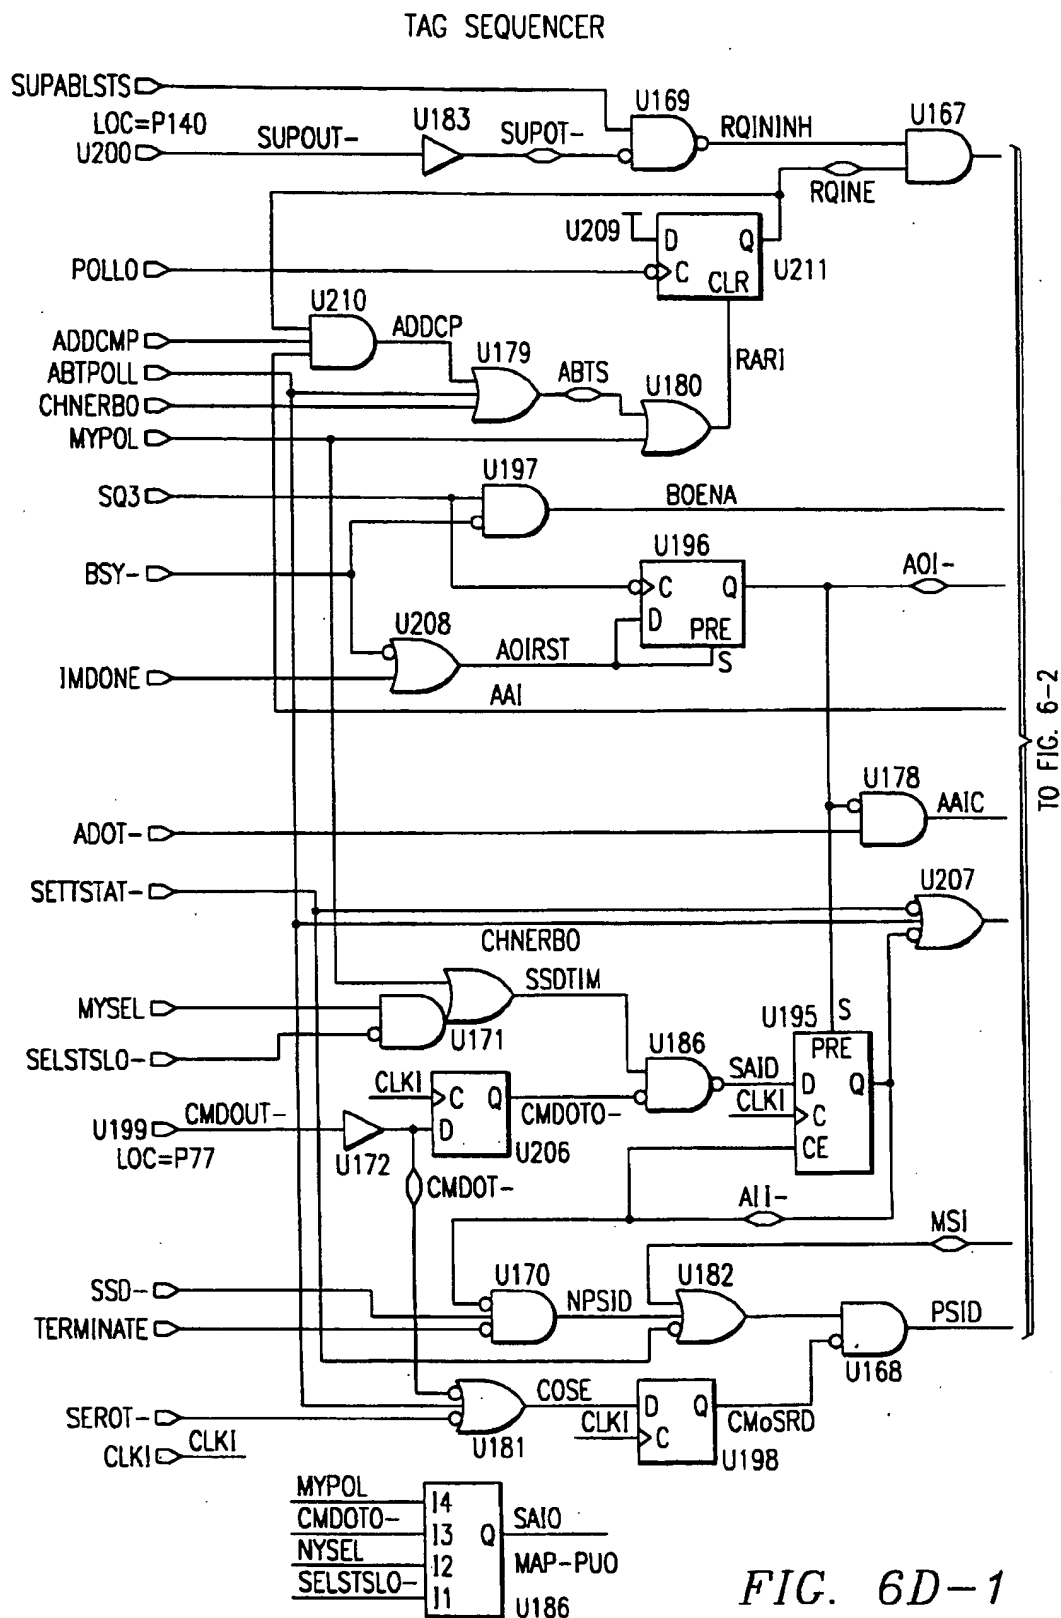 TAG SEQUENCER
SUPABLSTS
LOC=P140
U200
SUPOUT-
U183
SUPOT-
U169
RQININH
U167
RQINE
U209
D
Q
C
CLR
U211
POLLO
U210
ADDCMP
ADDCP
ABTPOLL
U179
ABTS
U180
RARI
CHNERBO
MYPOL
SQ3
U197
BOENA
U196
BSY-
C
Q
D
PRE
S
AOI-
U208
AOIRST
IMDONE
AAI
TO FIG. 6-2
U178
AAIC
ADOT-
SETTSTAT-
U207
CHNERBO
SSDTIM
MYSEL
U171
SELSTSLO-
U195
S
PRE
D
Q
C
CE
U186
SAID
CLKI
CLKI
C
Q
D
U206
CMDOTO-
U199
CMDOUT-
LOC=P77
U172
CMDOT-
AII-
MSI
SSD-
U170
NPSID
U182
PSID
TERMINATE
U168
COSE
D
Q
C
CLKI
CMoSRD
U198
SEROT-
U181
CLKI
CLKI
MYPOL
I4
CMDOTO-
I3
Q
SAIO
NYSEL
I2
MAP-PUO
SELSTSLO-
I1
U186
FIG. 6D-1